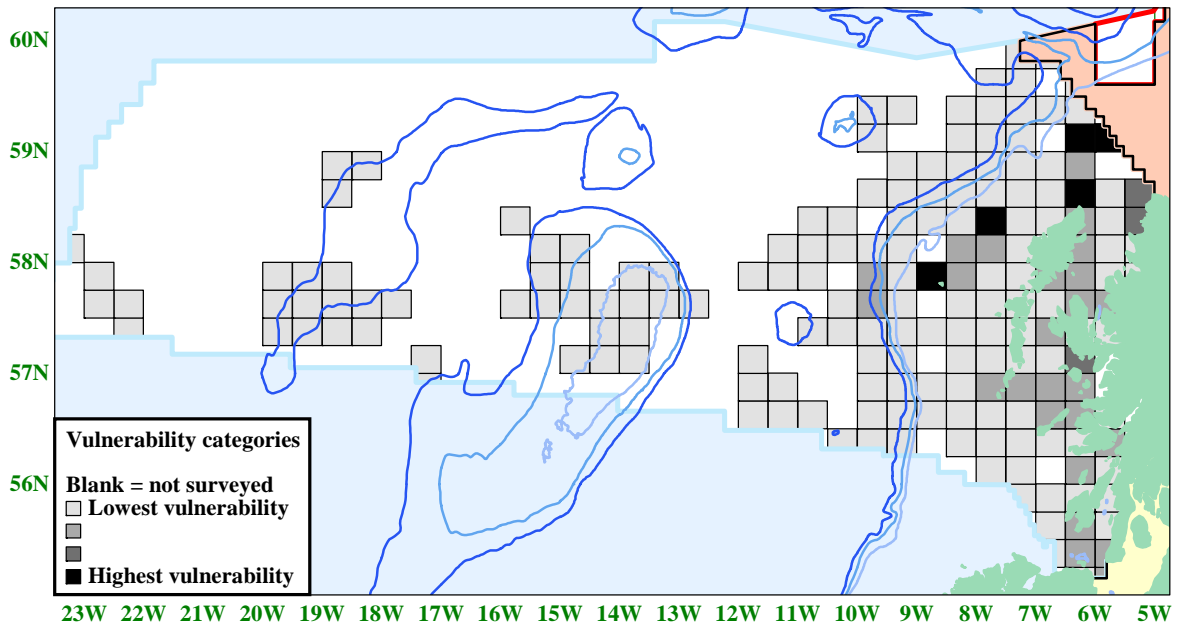 60N
59N
58N
57N
56N
Vulnerability categories
Blank = not surveyed
Lowest vulnerability
Highest vulnerability
23W 22W 21W 20W 19W 18W 17W 16W 15W 14W 13W 12W 11W 10W 9W 8W 7W 6W 5W